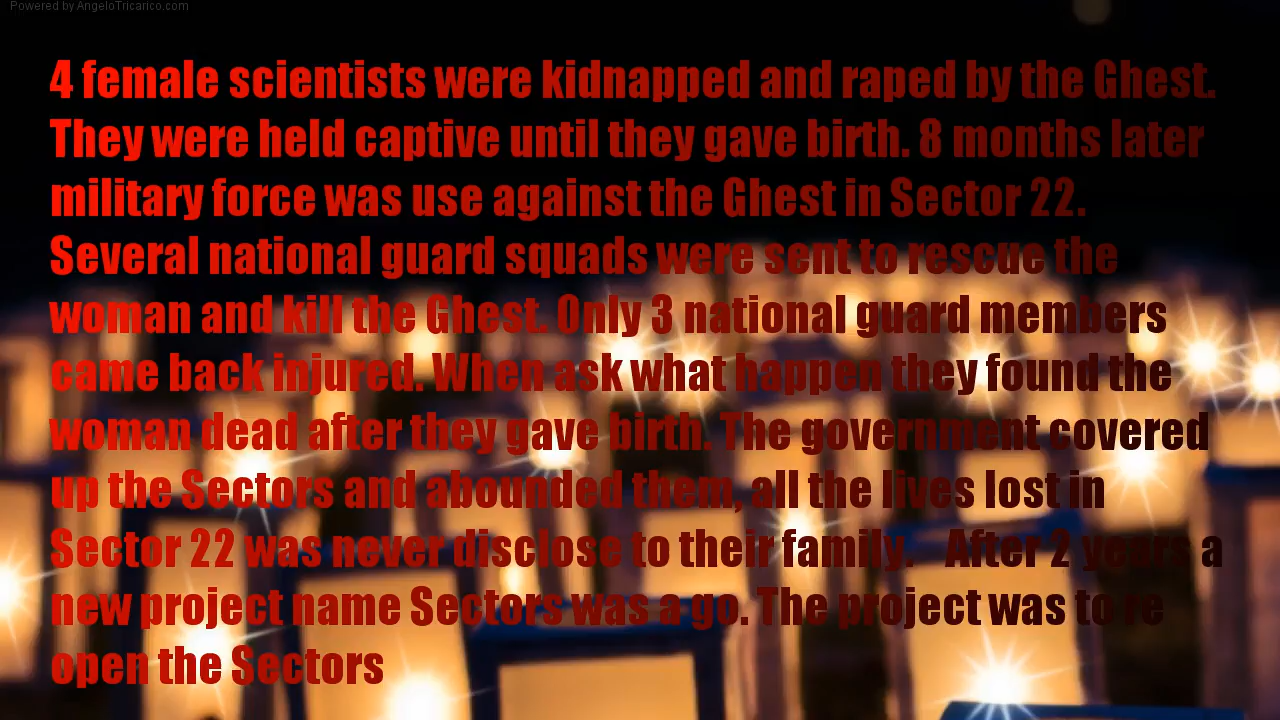 Powered by AngeloTricarico.com
4 female scientists were kidnapped and raped by the Ghest.
They were held captive until they gave birth. 8 months later
military force was use against the Ghest in Sector 22.
Several national guard squads were sent to rescue the
woman and kill the Ghest. Only 3 national guard members
came back injured. When ask what happen they found the
woman dead after they gave birth. The government covered
up the Sectors and abounded them, all the lives lost in
Sector 22 was never disclose to their family.   After 2 years a
new project name Sectors was a go. The project was to re
open the Sectors